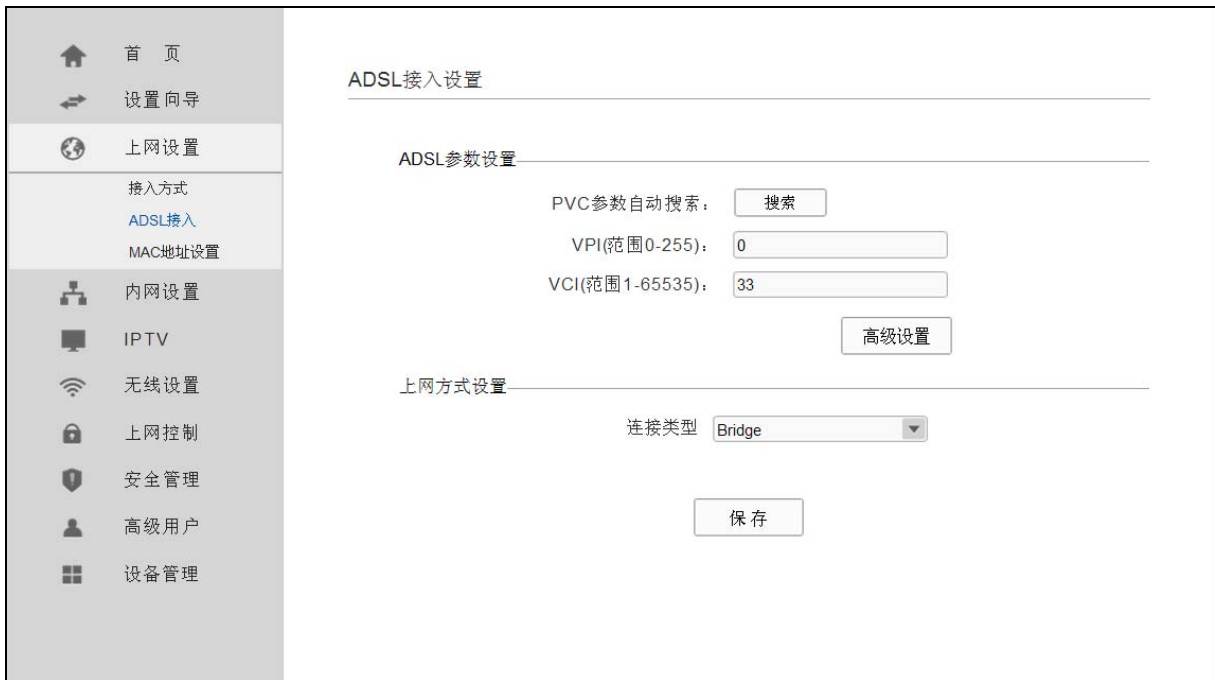 首 页
设置向导
上网设置
接入方式
ADSL接入
MAC地址设置
内网设置
IPTV
无线设置
上网控制
安全管理
高级用户
设备管理
ADSL接入设置
ADSL参数设置
PVC参数自动搜索： 搜索
VPI(范围0-255)： 0
VCI(范围1-65535)： 33
高级设置
上网方式设置
连接类型 Bridge
保 存